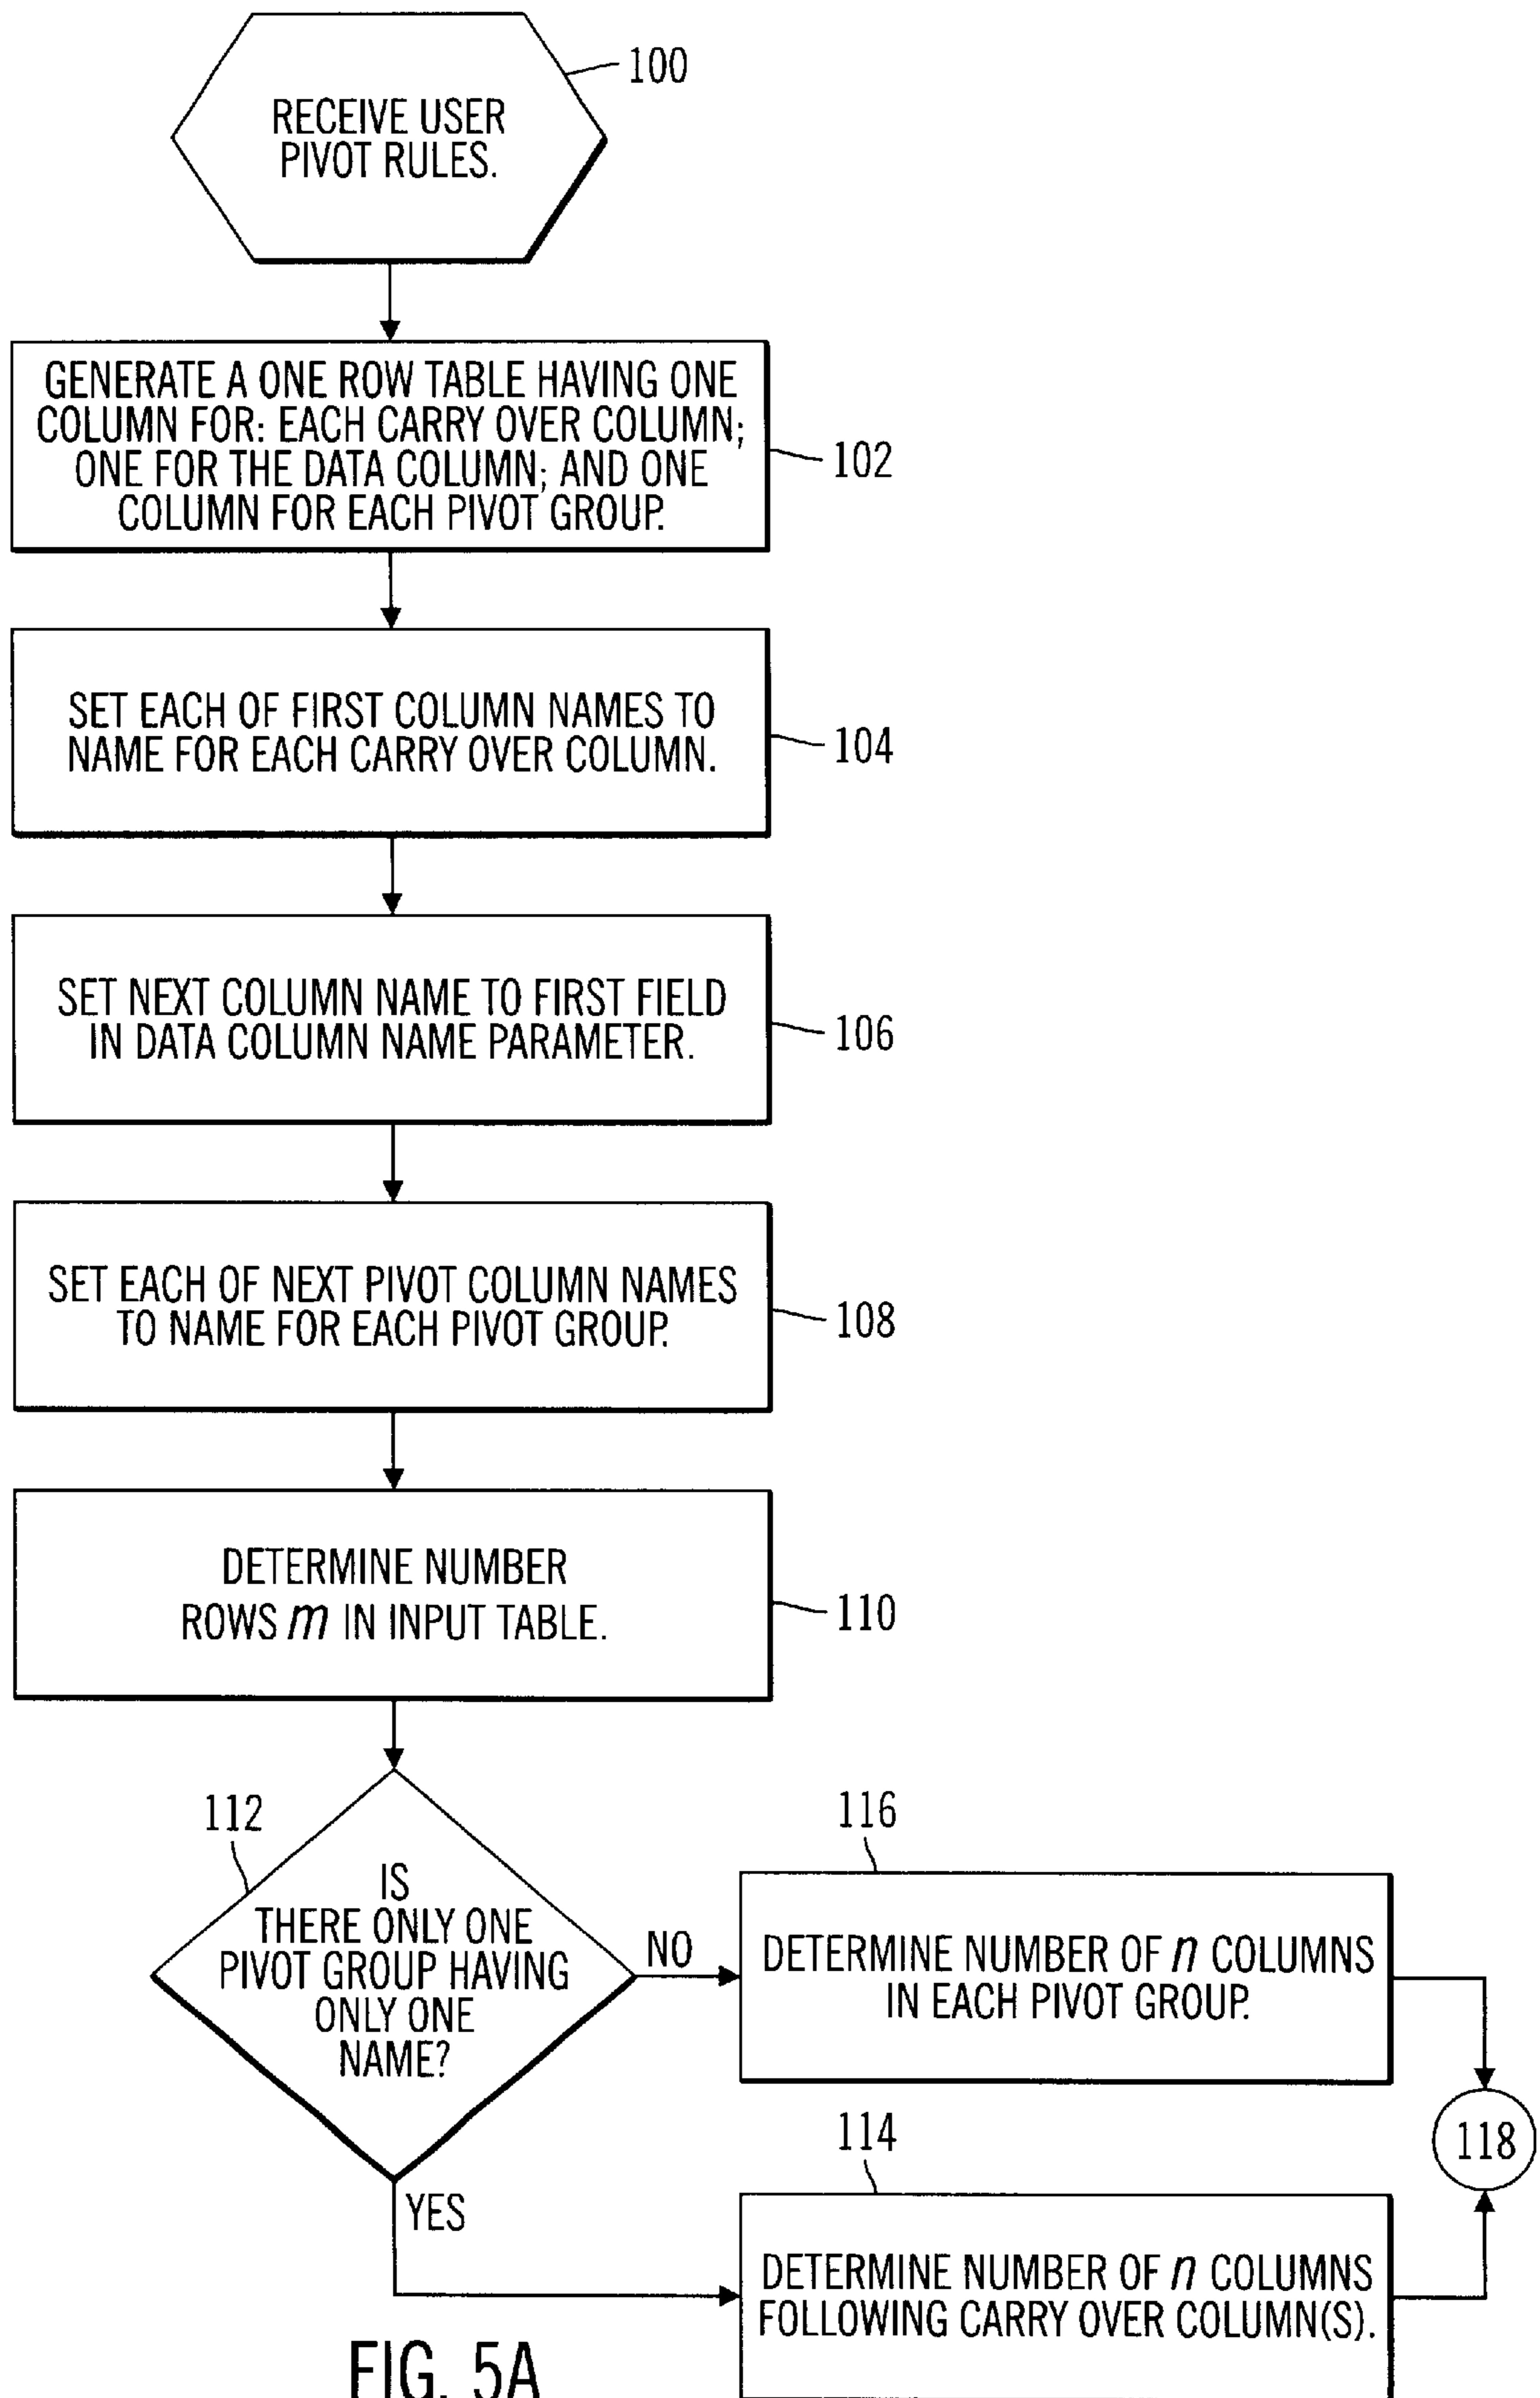 100
RECEIVE USER
PIVOT RULES.
GENERATE A ONE ROW TABLE HAVING ONE
COLUMN FOR: EACH CARRY OVER COLUMN;
ONE FOR THE DATA COLUMN; AND ONE
COLUMN FOR EACH PIVOT GROUP.
102
SET EACH OF FIRST COLUMN NAMES TO
NAME FOR EACH CARRY OVER COLUMN.
104
SET NEXT COLUMN NAME TO FIRST FIELD
IN DATA COLUMN NAME PARAMETER.
106
SET EACH OF NEXT PIVOT COLUMN NAMES
TO NAME FOR EACH PIVOT GROUP.
108
DETERMINE NUMBER
ROWS m IN INPUT TABLE.
110
112
IS
THERE ONLY ONE
PIVOT GROUP HAVING
ONLY ONE
NAME?
NO
116
DETERMINE NUMBER OF n COLUMNS
IN EACH PIVOT GROUP.
118
YES
114
DETERMINE NUMBER OF n COLUMNS
FOLLOWING CARRY OVER COLUMN(S).
FIG. 5A